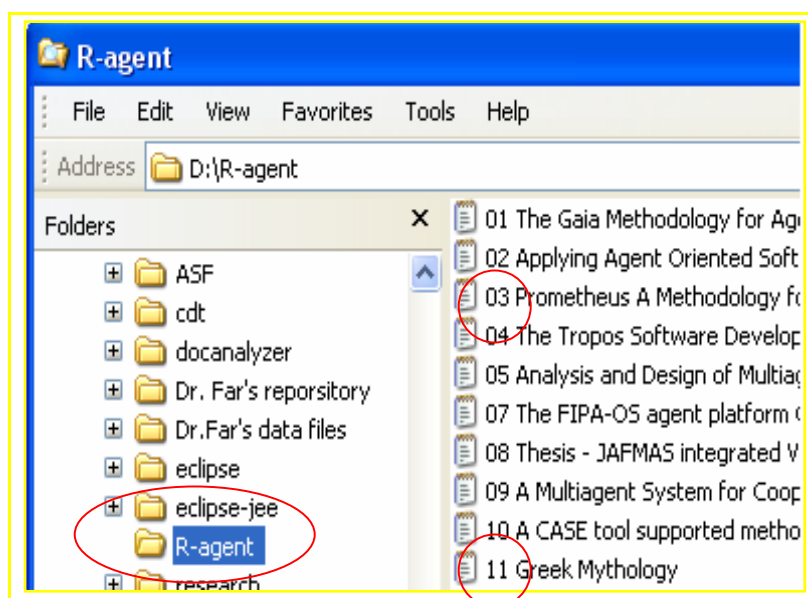 R-agent
File Edit View Favorites Tools Help
Address D:\R-agent
Folders
ASF
cdt
docanalyzer
Dr. Far's reporsitory
Dr.Far's data files
eclipse
eclipse-jee
R-agent
research
01 The Gaia Methodology for Ag
02 Applying Agent Oriented Soft
03 Prometheus A Methodology fo
04 The Tropos Software Develop
05 Analysis and Design of Multiag
07 The FIPA-OS agent platform
08 Thesis - JAFMAS integrated V
09 A Multiagent System for Coop
10 A CASE tool supported metho
11 Greek Mythology